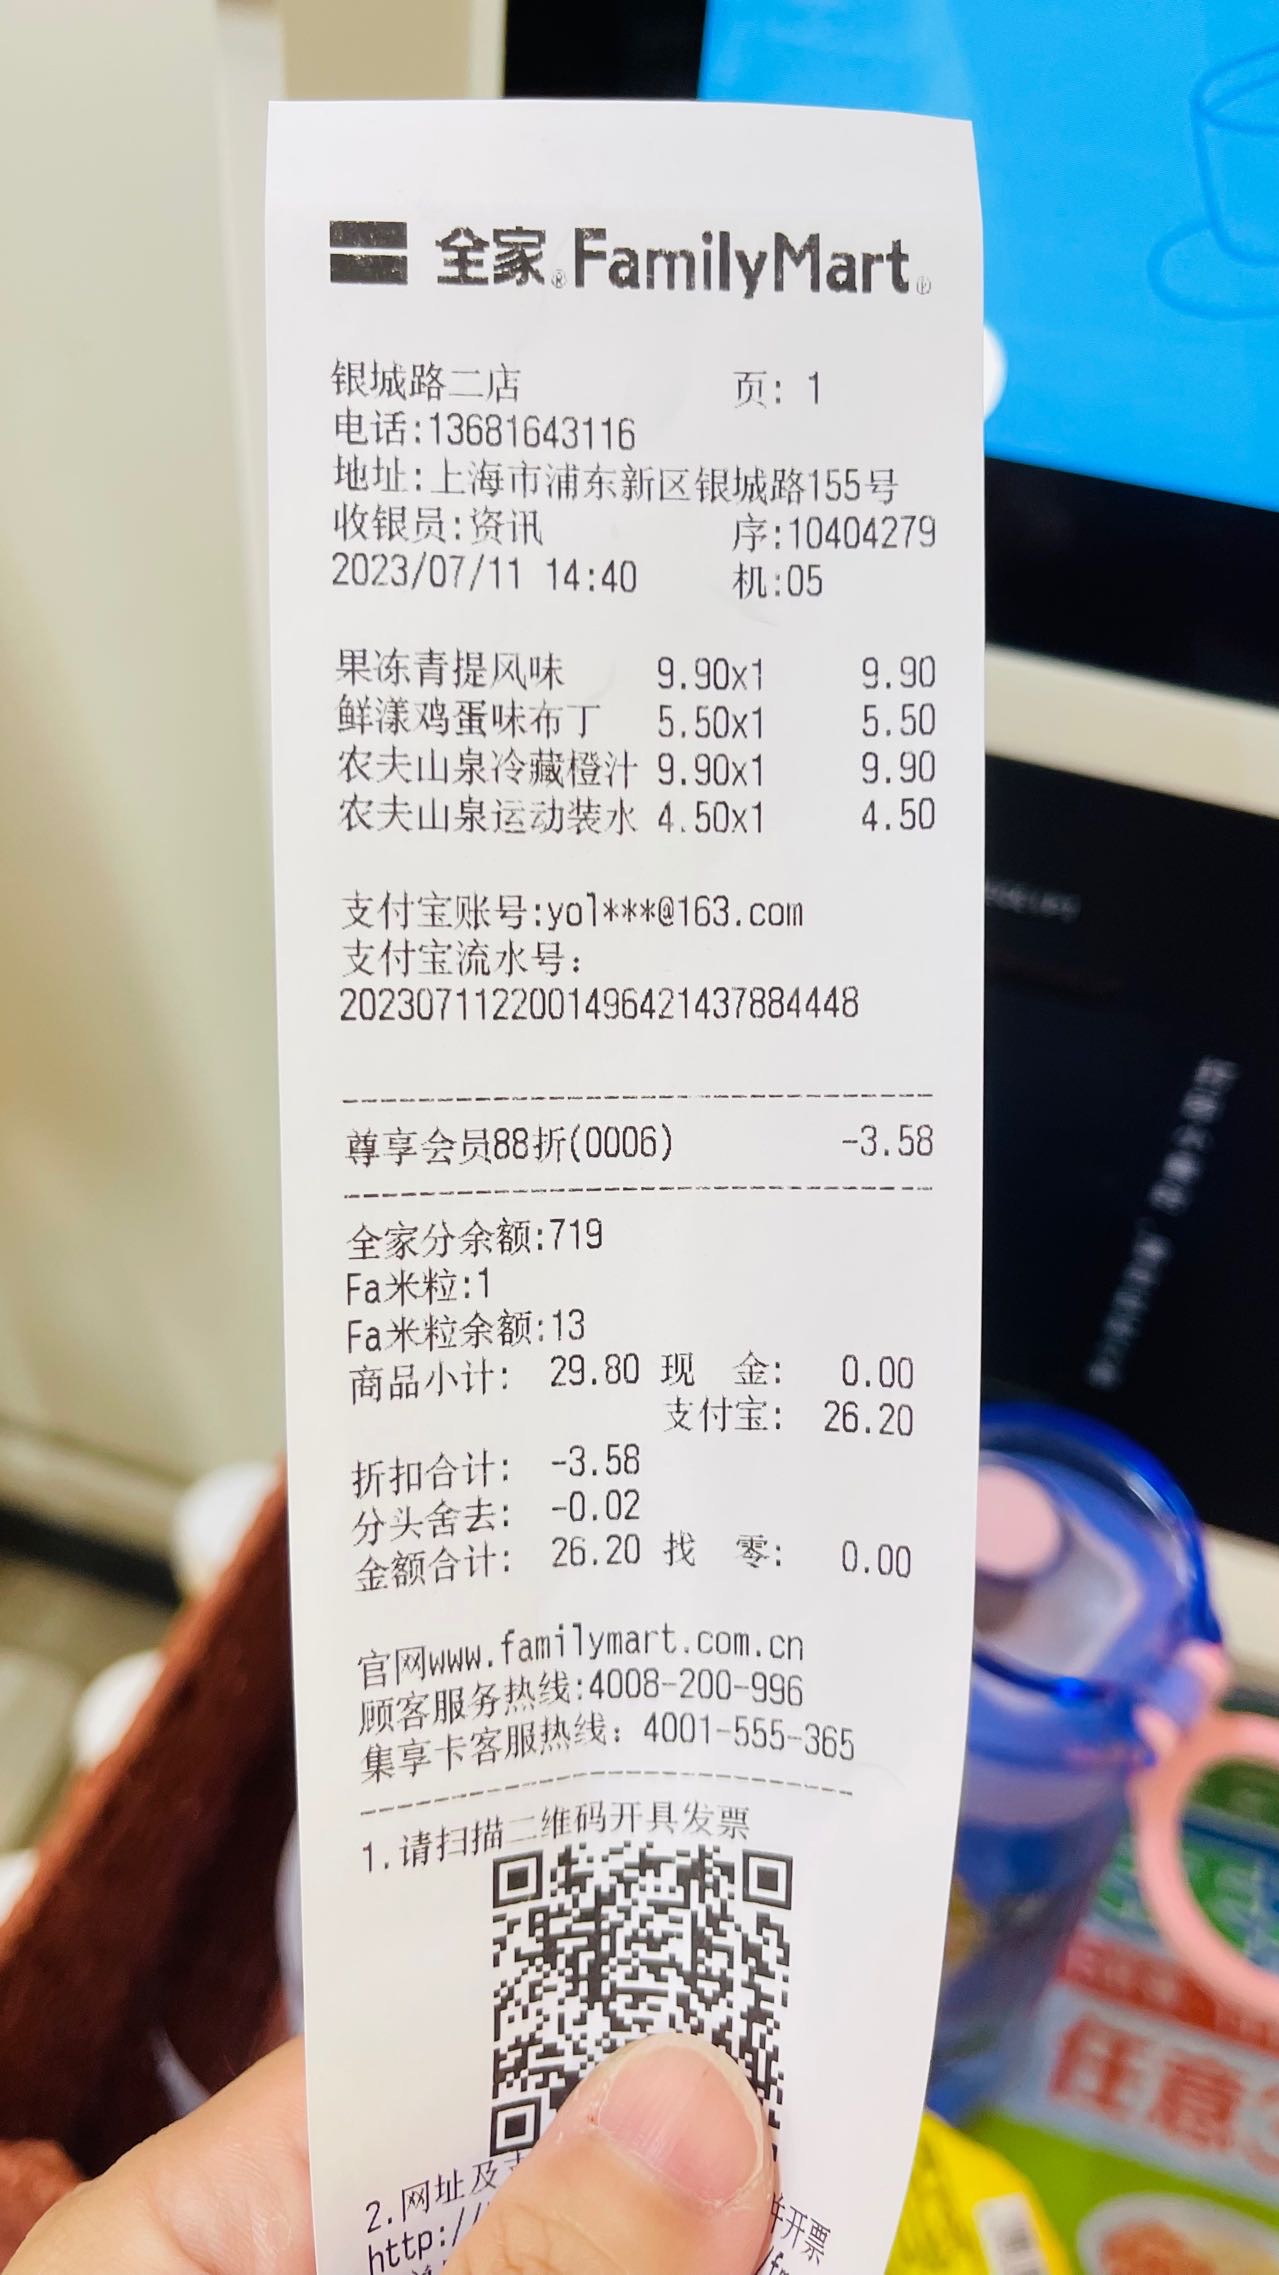 全家® FamilyMart®
银城路二店 页: 1
电话:13681643116
地址:上海市浦东新区银城路155号
收银员:资讯 序:10404279
2023/07/11 14:40 机:05
果冻青提风味 9.90x1 9.90
鲜漾鸡蛋味布丁 5.50x1 5.50
农夫山泉冷藏橙汁 9.90x1 9.90
农夫山泉运动装水 4.50x1 4.50
支付宝账号:yol***@163.com
支付宝流水号:
2023071122001496421437884448
尊享会员88折(0006) -3.58
全家分余额:719
Fa米粒:1
Fa米粒余额:13
商品小计: 29.80 现 金: 0.00
支付宝: 26.20
折扣合计: -3.58
分头舍去: -0.02
金额合计: 26.20 找 零: 0.00
官网www.familymart.com.cn
顾客服务热线:4008-200-996
集享卡客服热线: 4001-555-365
1.请扫描二维码开具发票
2.网址及 开票
http://
任意